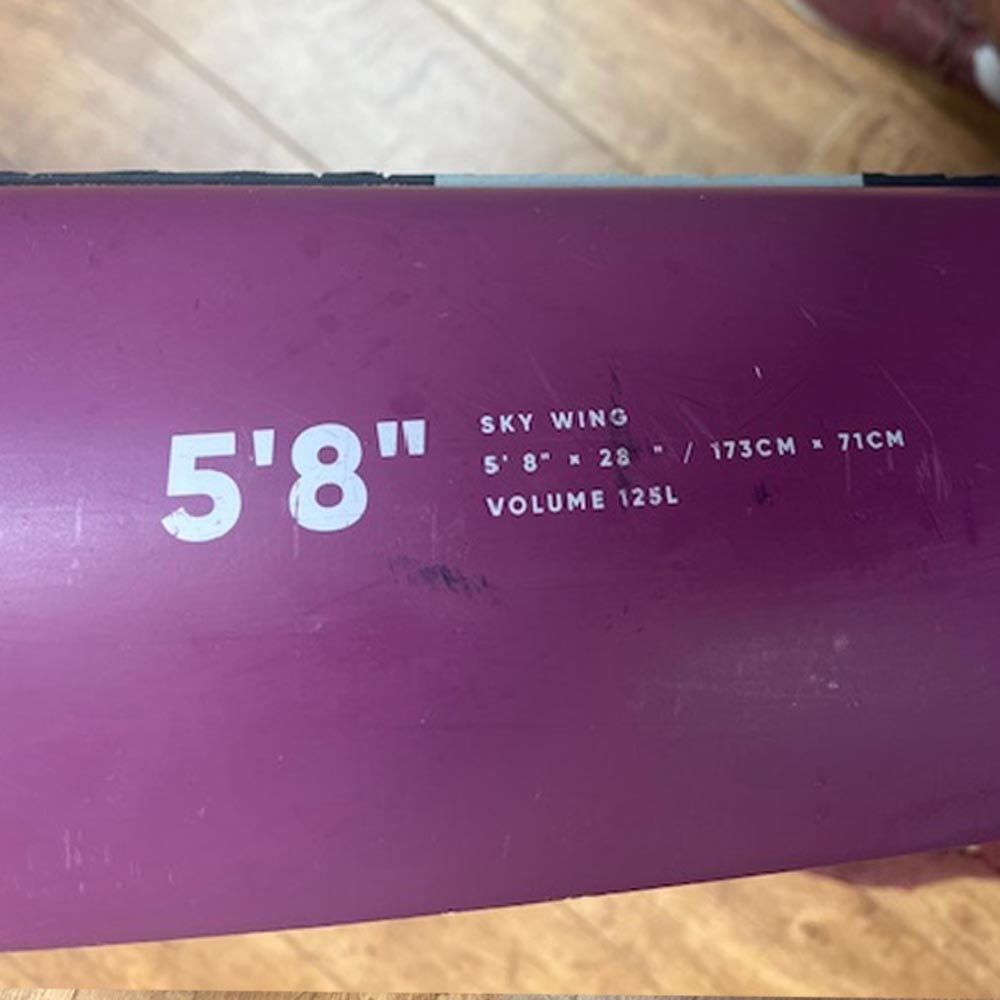 5'8"
SKY WING
5' 8" × 28 " / 173CM × 71CM
VOLUME 125L